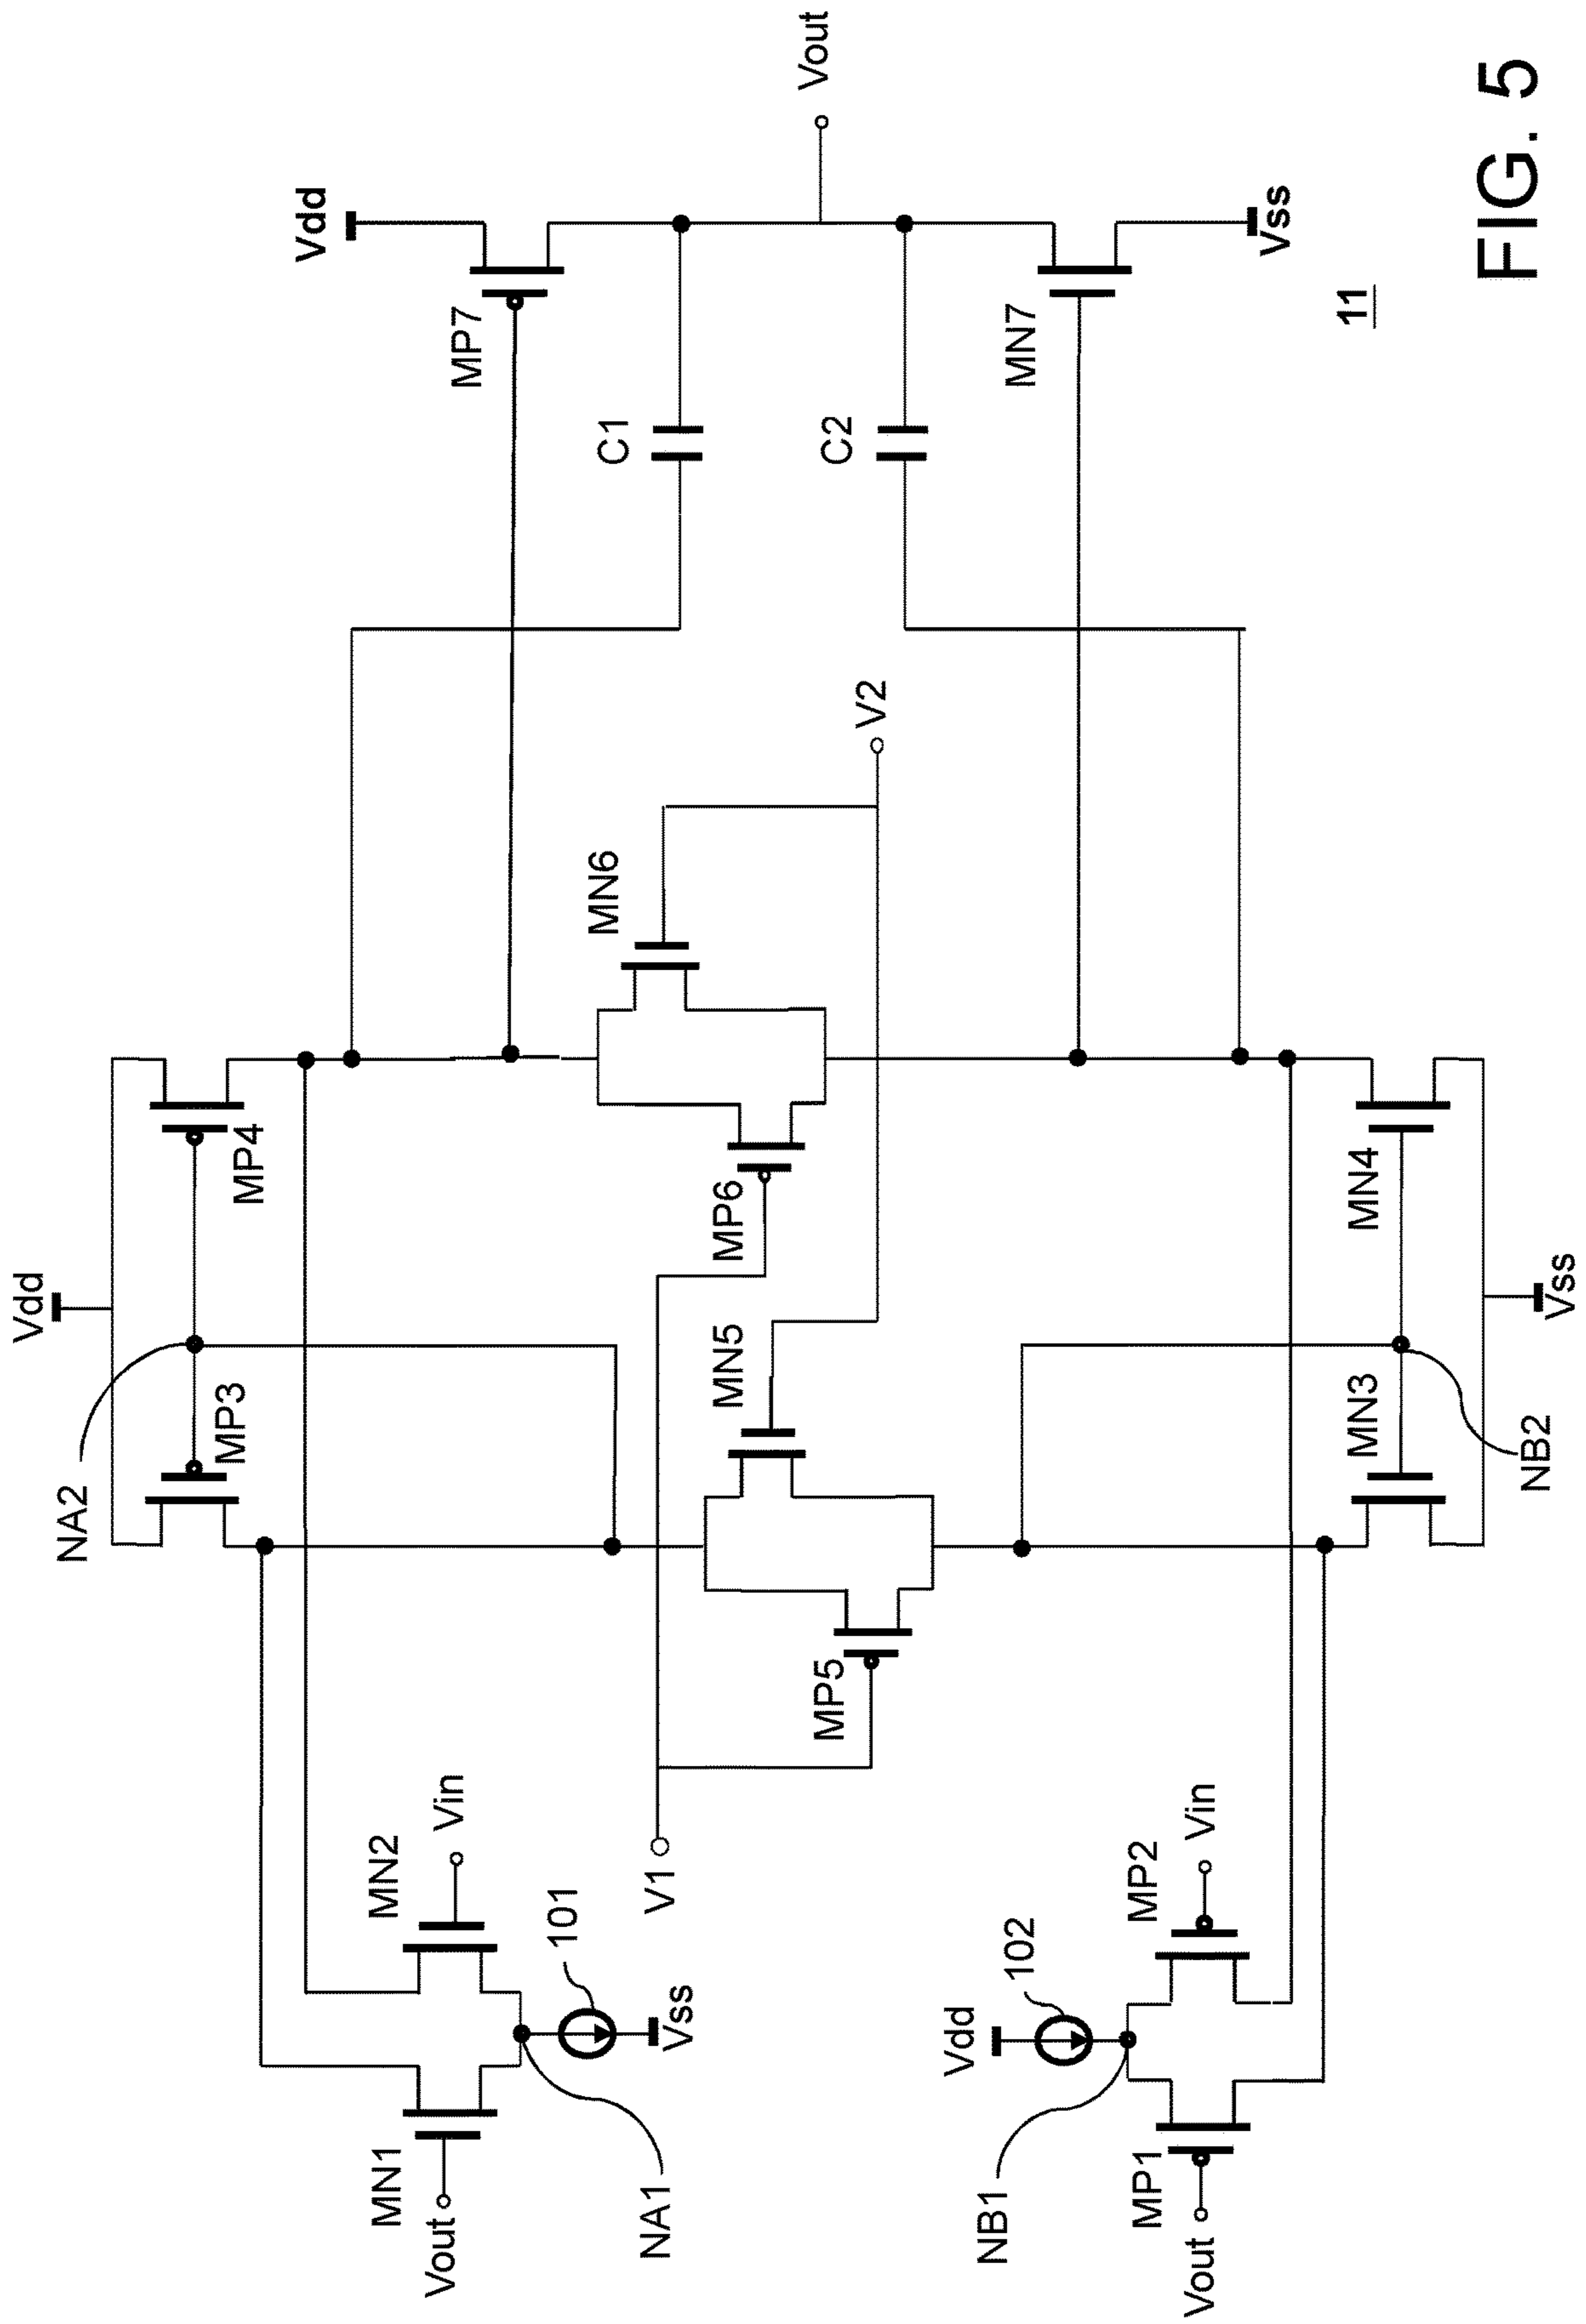 Vdd
NA2
MP3
MP4
Vdd
MP7
Vout
MN1
Vout
MN2
Vin
101
Vss
NA1
V1
MN5
MP5
MP6
MN6
V2
C1
C2
Vdd
102
NB1
MP1
Vout
MP2
Vin
MN3
MN4
NB2
Vss
MN7
Vss
11
FIG. 5